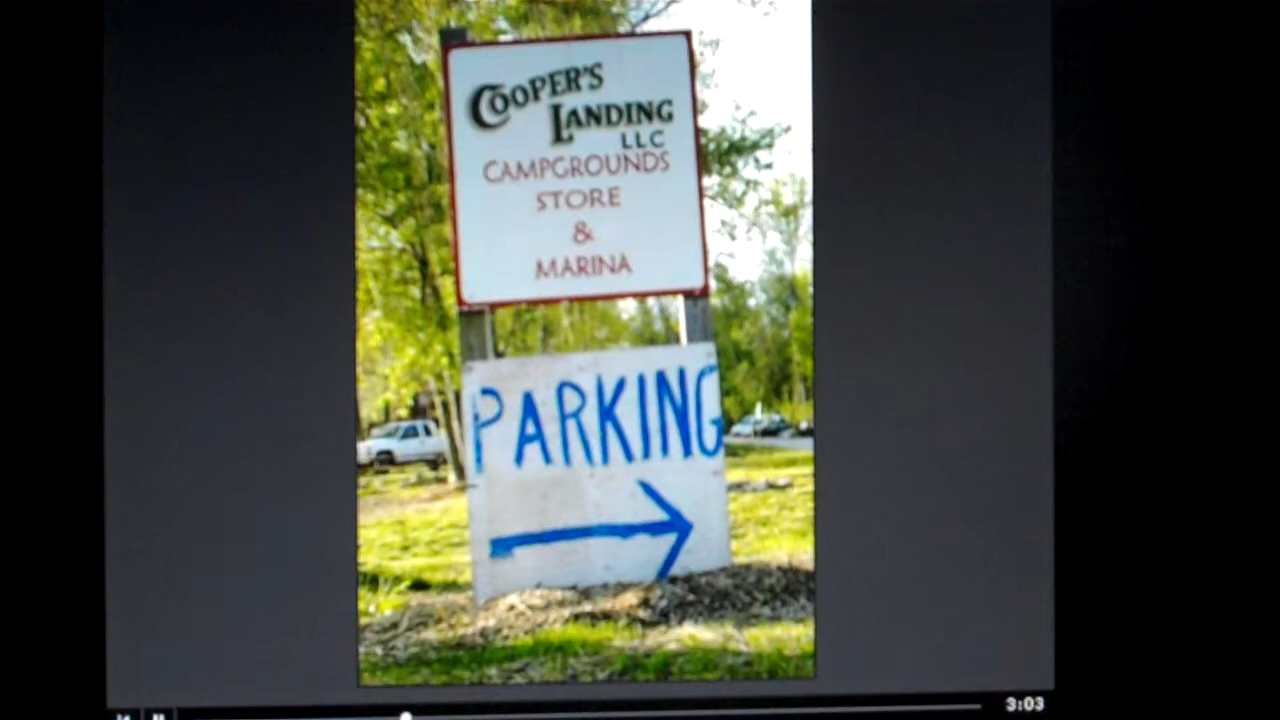 COOPER'S
LANDING
LLC
CAMPGROUNDS
STORE
&
MARINA
PARKING
3:03